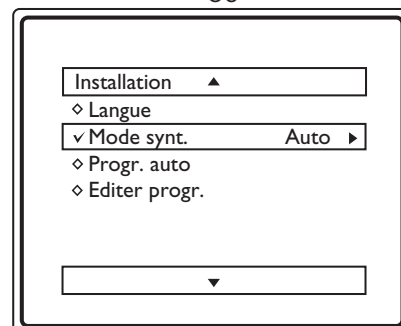 Installation ▲
◇ Langue
✓ Mode synt. Auto ▶
◇ Progr. auto
◇ Editer progr.
▼